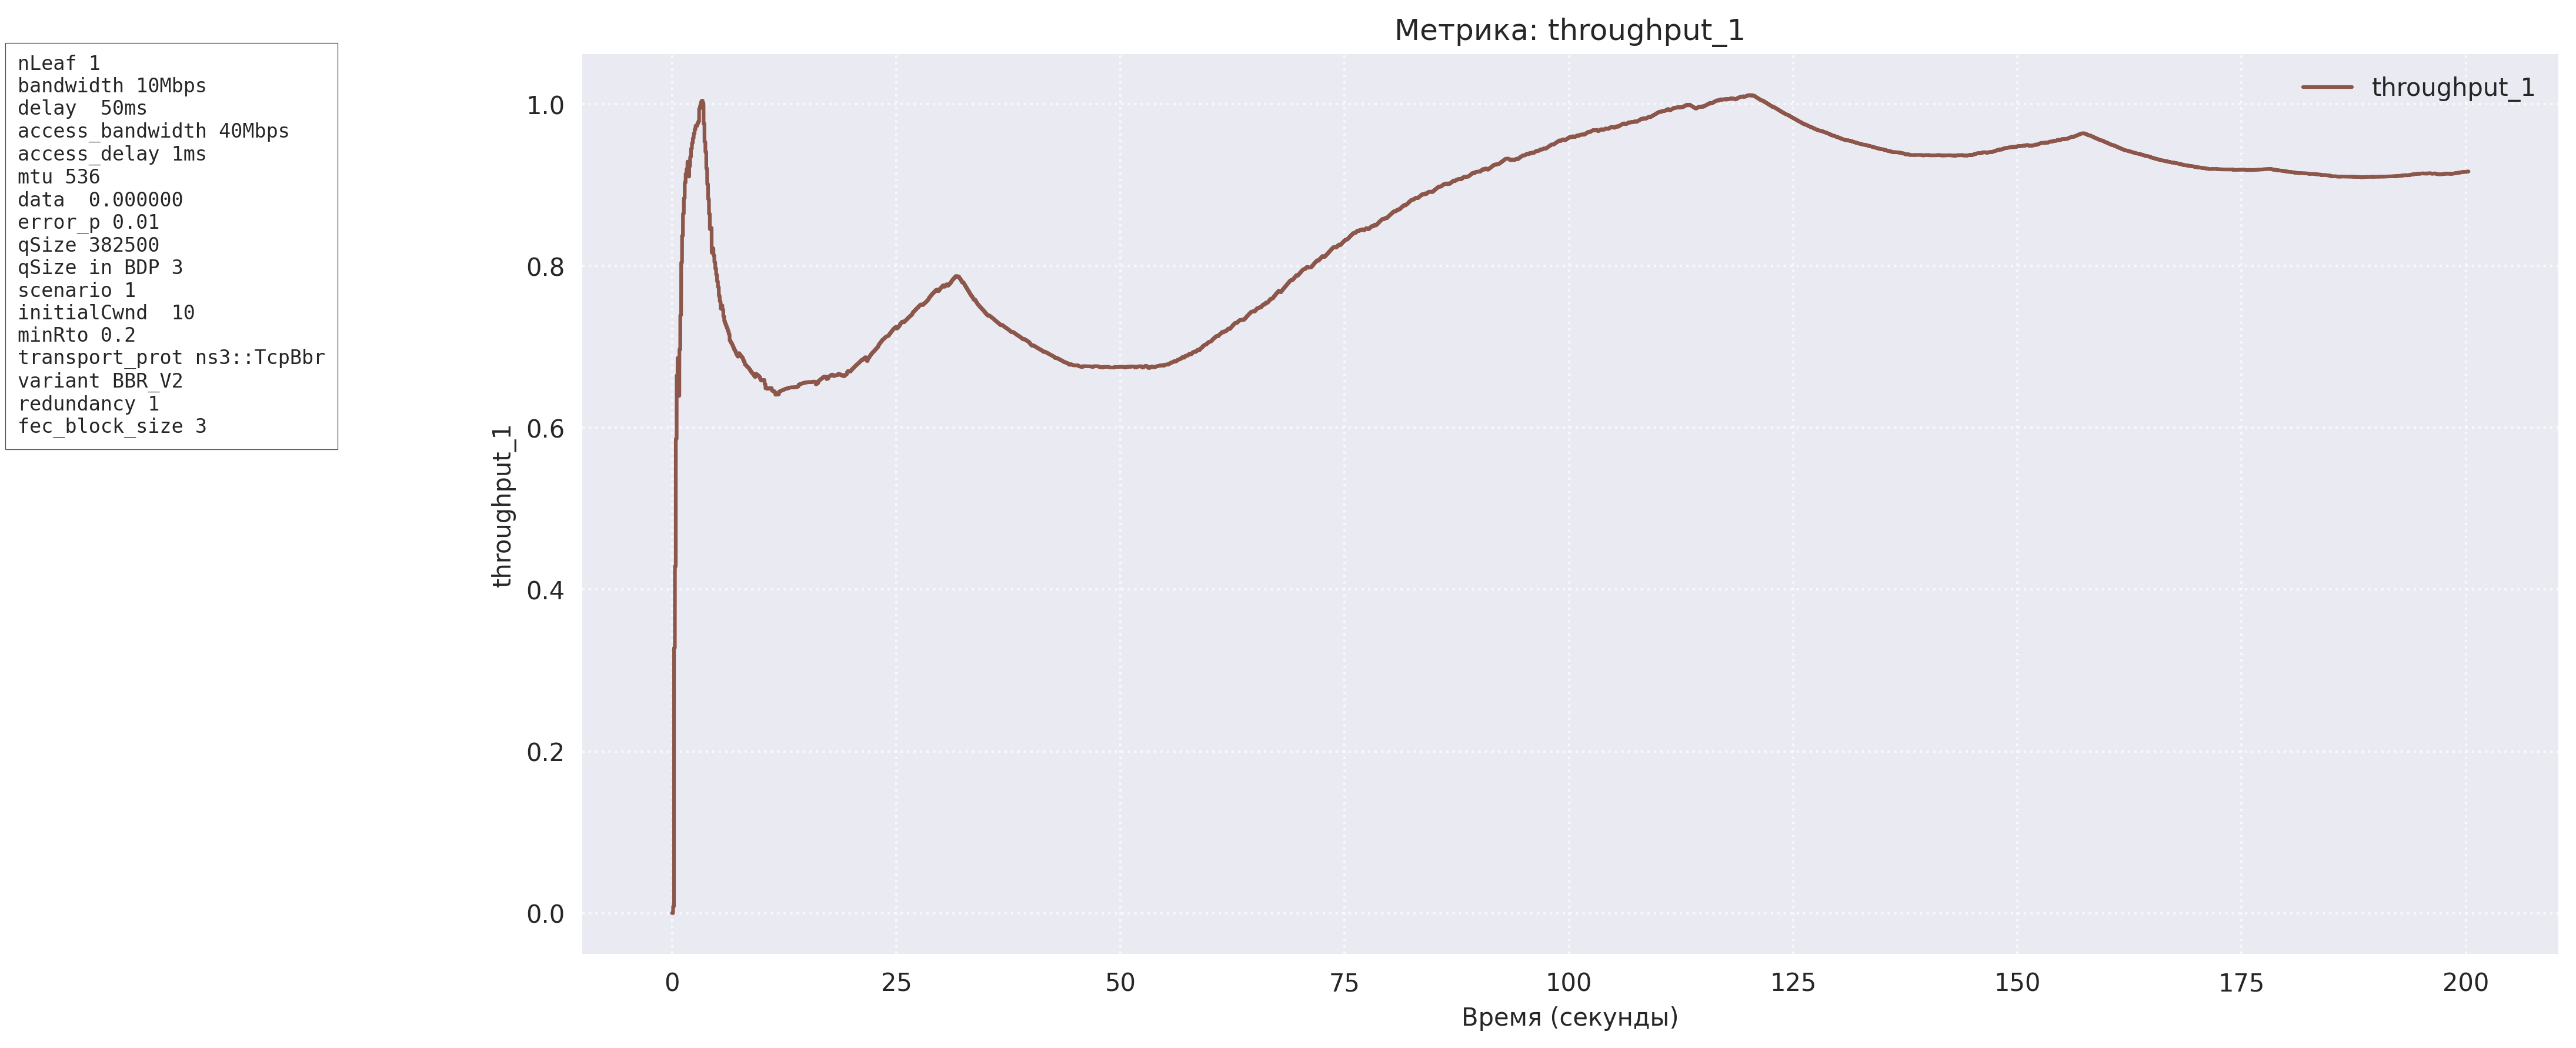 nLeaf 1
bandwidth 10Mbps
delay  50ms
access_bandwidth 40Mbps
access_delay 1ms
mtu 536
data  0.000000
error_p 0.01
qSize 382500
qSize in BDP 3
scenario 1
initialCwnd  10
minRto 0.2
transport_prot ns3::TcpBbr
variant BBR_V2
redundancy 1
fec_block_size 3
Метрика: throughput_1
throughput_1
throughput_1
1.0
0.8
0.6
0.4
0.2
0.0
0 25 50 75 100 125 150 175 200
Время (секунды)